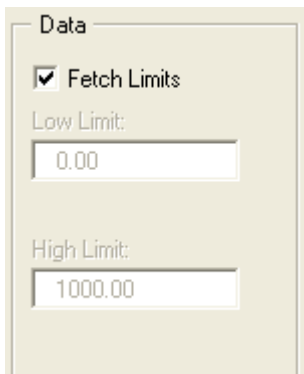 Data
Fetch Limits
Low Limit:
0.00
High Limit:
1000.00